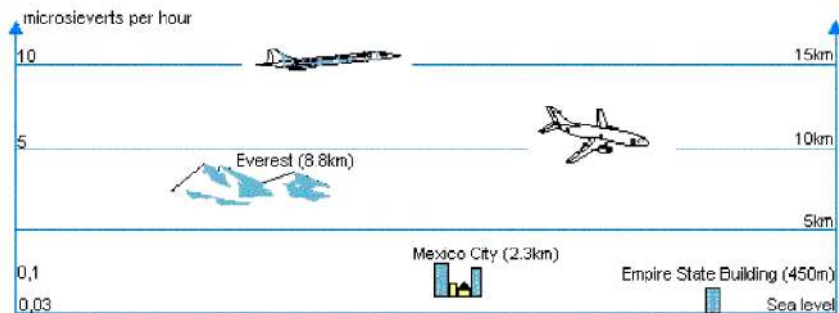 microsieverts per hour
10 15km
5 10km
Everest (8.8km)
5km
Mexico City (2.3km)
0,1 Empire State Building (450m)
0,03 Sea level